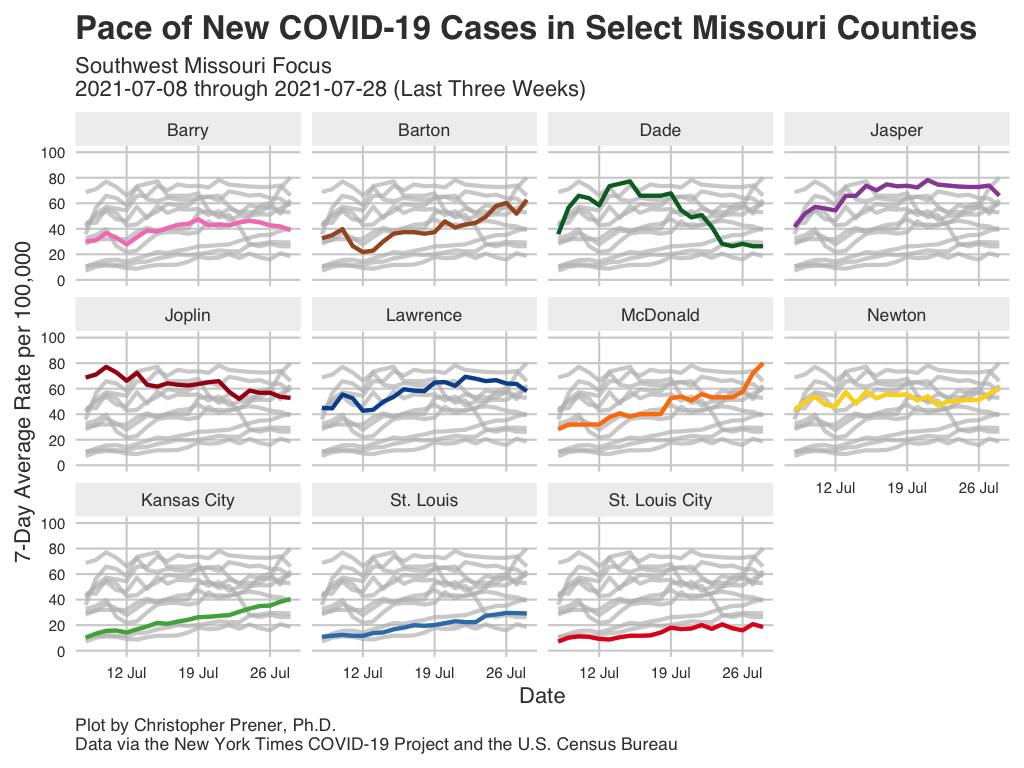 Pace of New COVID-19 Cases in Select Missouri Counties
Southwest Missouri Focus
2021-07-08 through 2021-07-28 (Last Three Weeks)
7-Day Average Rate per 100,000
Barry
Barton
Dade
Jasper
100
80
60
40
20
0
Joplin
Lawrence
McDonald
Newton
100
80
60
40
20
0
12 Jul
19 Jul
26 Jul
Kansas City
St. Louis
St. Louis City
100
80
60
40
20
0
12 Jul
19 Jul
26 Jul
12 Jul
19 Jul
26 Jul
12 Jul
19 Jul
26 Jul
Date
Plot by Christopher Prener, Ph.D.
Data via the New York Times COVID-19 Project and the U.S. Census Bureau